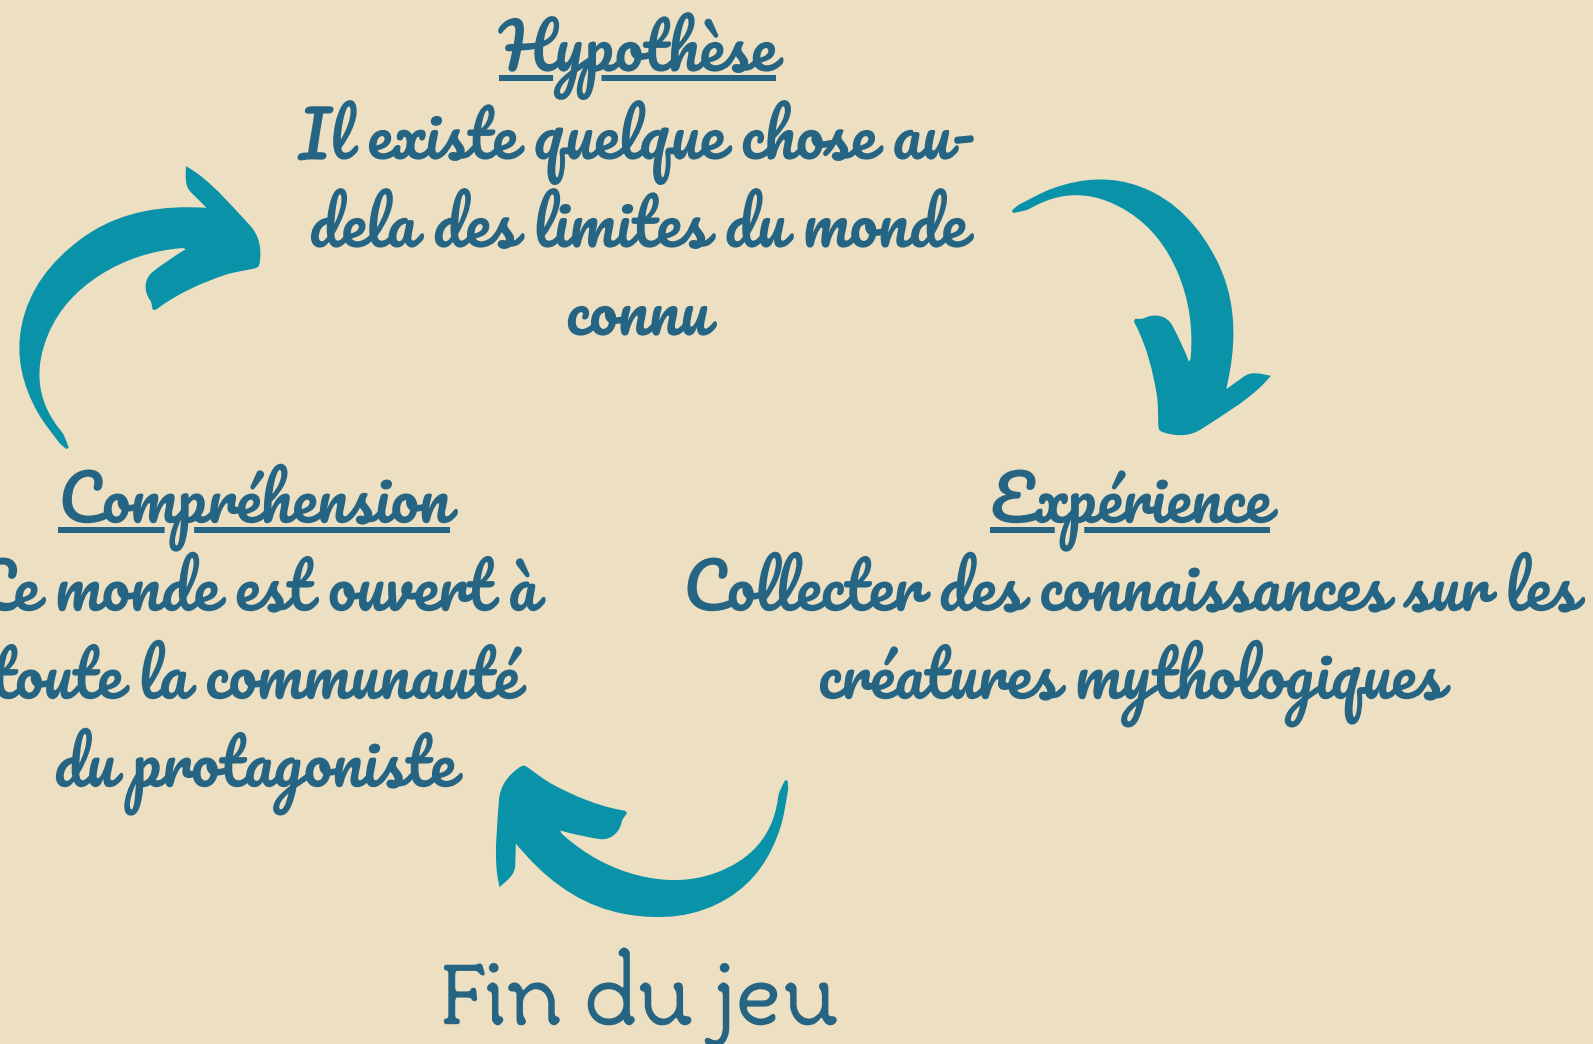 Hypothèse
Il existe quelque chose au-
dela des limites du monde
connu
Compréhension
Ce monde est ouvert à
toute la communauté
du protagoniste
Expérience
Collecter des connaissances sur les
créatures mythologiques
Fin du jeu